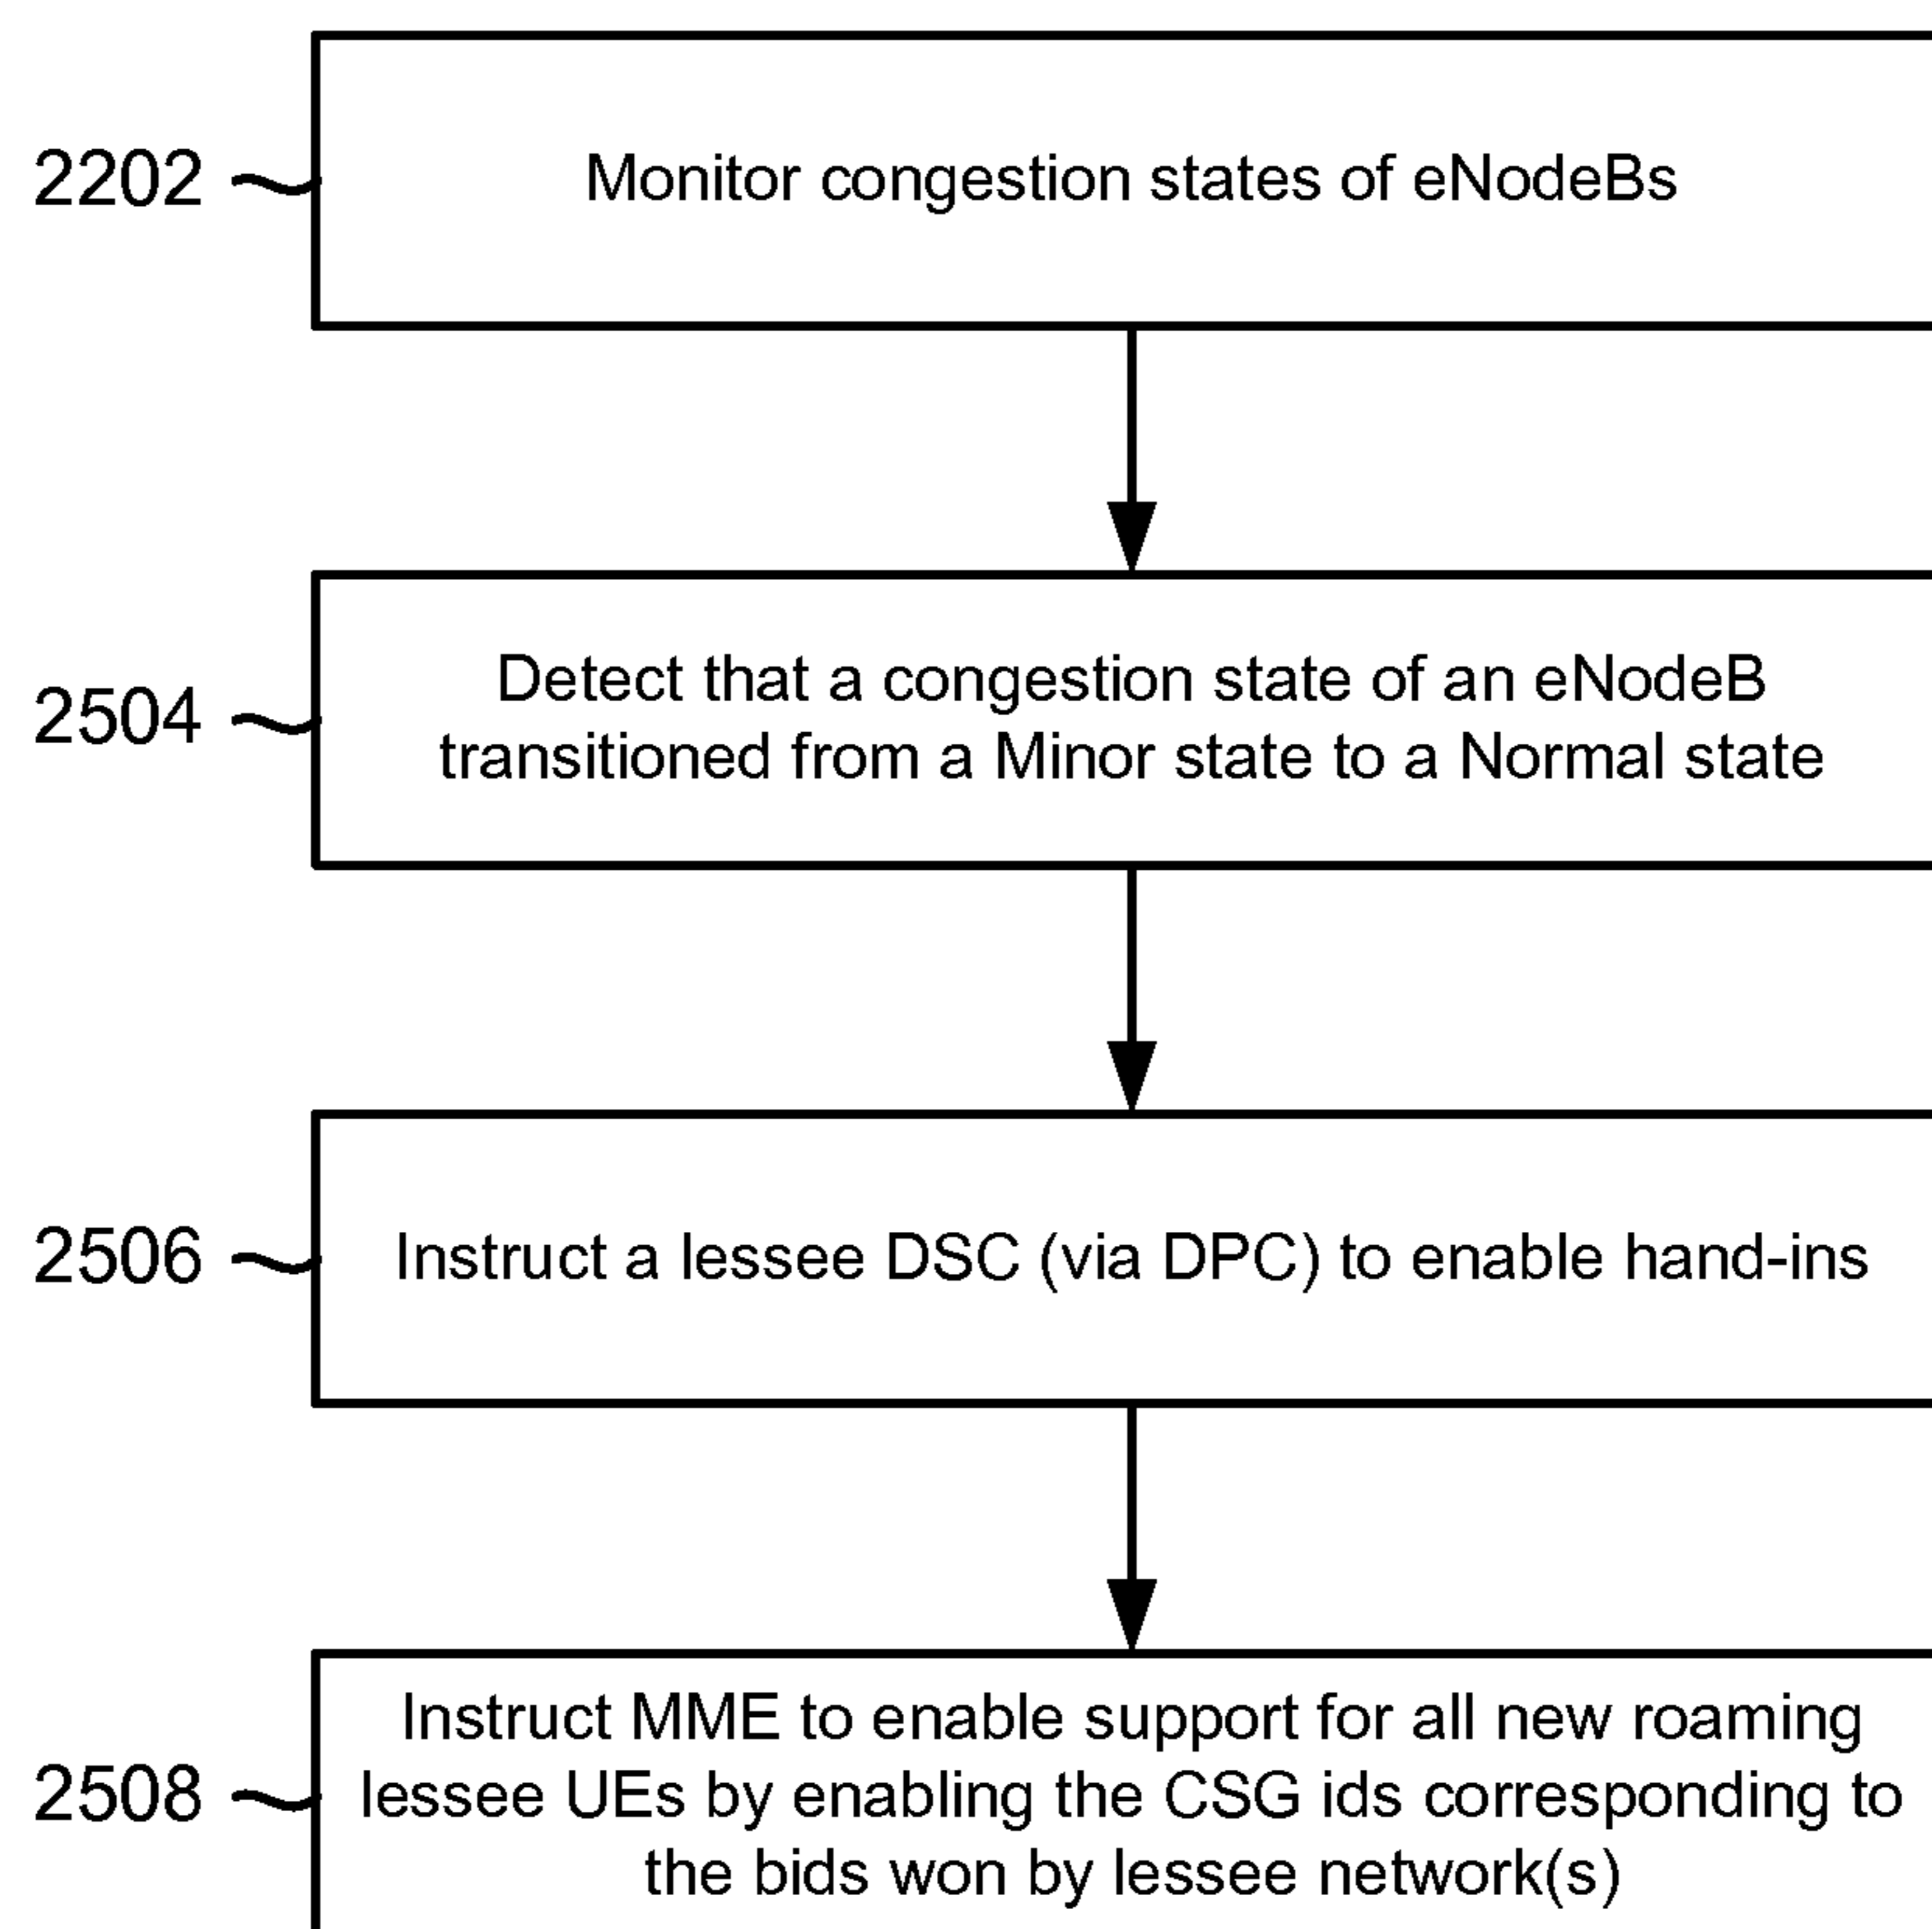 2202
Monitor congestion states of eNodeBs
2504
Detect that a congestion state of an eNodeB
transitioned from a Minor state to a Normal state
2506
Instruct a lessee DSC (via DPC) to enable hand-ins
2508
Instruct MME to enable support for all new roaming
lessee UEs by enabling the CSG ids corresponding to
the bids won by lessee network(s)